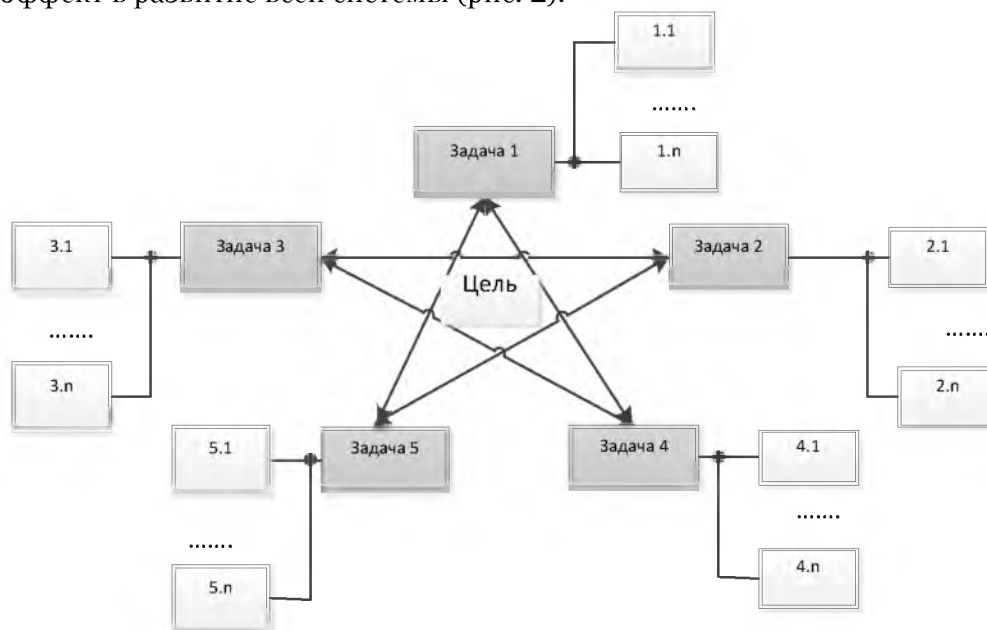 эффект в развитие всей системы (рис. 2).
1.1
.......
Задача 1
1.n
3.1
Задача 3
Задача 2
2.1
Цель
.......
.......
3.n
2.n
5.1
Задача 5
Задача 4
4.1
.......
.......
5.n
4.n